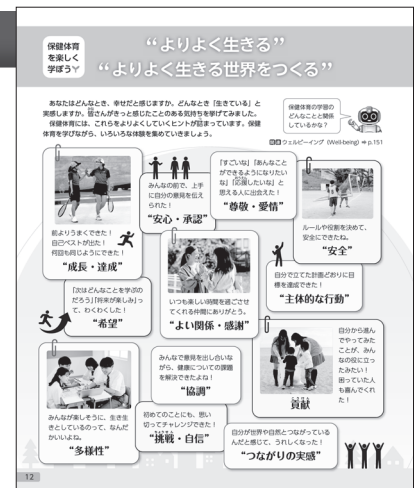 保健体育
を楽しく
学ぼう
“よりよく生きる”
“よりよく生きる世界をつくる”
あなたはどんなとき、幸せだと感じますか。どんなとき「生きている」と
実感しますか。皆さんがきっと感じたことのある気持ちを挙げてみました。
保健体育には、これらをよりよくしていくヒントが詰まっています。保健
体育を学びながら、いろいろな体験を集めていきましょう。
保健体育の学習の
どんなことと関係
しているかな？
ウェルビーイング（Well-being）⇒p.151
前よりうまくできた！
自己ベストが出た！
何回も同じようにできた！
“成長・達成”
みんなの前で、上手
に自分の意見を伝え
られた！
“安心・承認”
「すごいな」「あんなこと
ができるようになりたい
な」「応援したいな」と
思える人に出会えた！
“尊敬・愛情”
ルールや役割を決めて、
安全にできたね。
“安全”
「次はどんなことを学ぶの
だろう」「将来が楽しみ」っ
て、わくわくした！
“希望”
いつも楽しい時間を過ごさせ
てくれる仲間にありがとう。
“よい関係・感謝”
自分で立てた計画どおりに目
標を達成できた！
“主体的な行動”
みんなが楽しそうに、生き生
きとしているのって、なんだ
かいいよね。
“多様性”
みんなで意見を出し合いな
がら、健康についての課題
を解決できたよね！
“協調”
初めてのことにも、思い
切ってチャレンジできた！
“挑戦・自信”
自分から進ん
でやってみた
ことが、みん
なの役に立っ
たみたい！
困っていた人
も喜んでくれ
た！
“貢献”
自分が世界や自然とつながっている
んだと感じて、うれしくなった！
“つながりの実感”
12